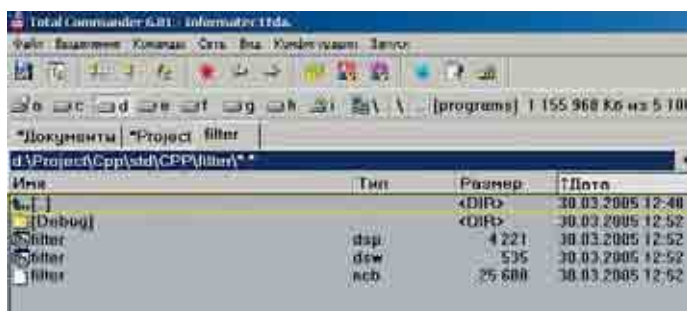 Total Commander 6.01 - Informatec Ltda.
Файл Выделение Команды Сеть Вид Конфигурация Запуск
a c d e f g h i \ [programs] 1 155 968 Кб из 5
*Документы *Project filter
d:\Project\Cpp\std\CPP\filter\*.*
Имя Тип Размер ↑Дата
[..] <DIR> 30.03.2005 12:48
[Debug] <DIR> 30.03.2005 12:52
filter dsp 4 221 30.03.2005 12:52
filter dsw 535 30.03.2005 12:52
filter ncb 25 600 30.03.2005 12:52